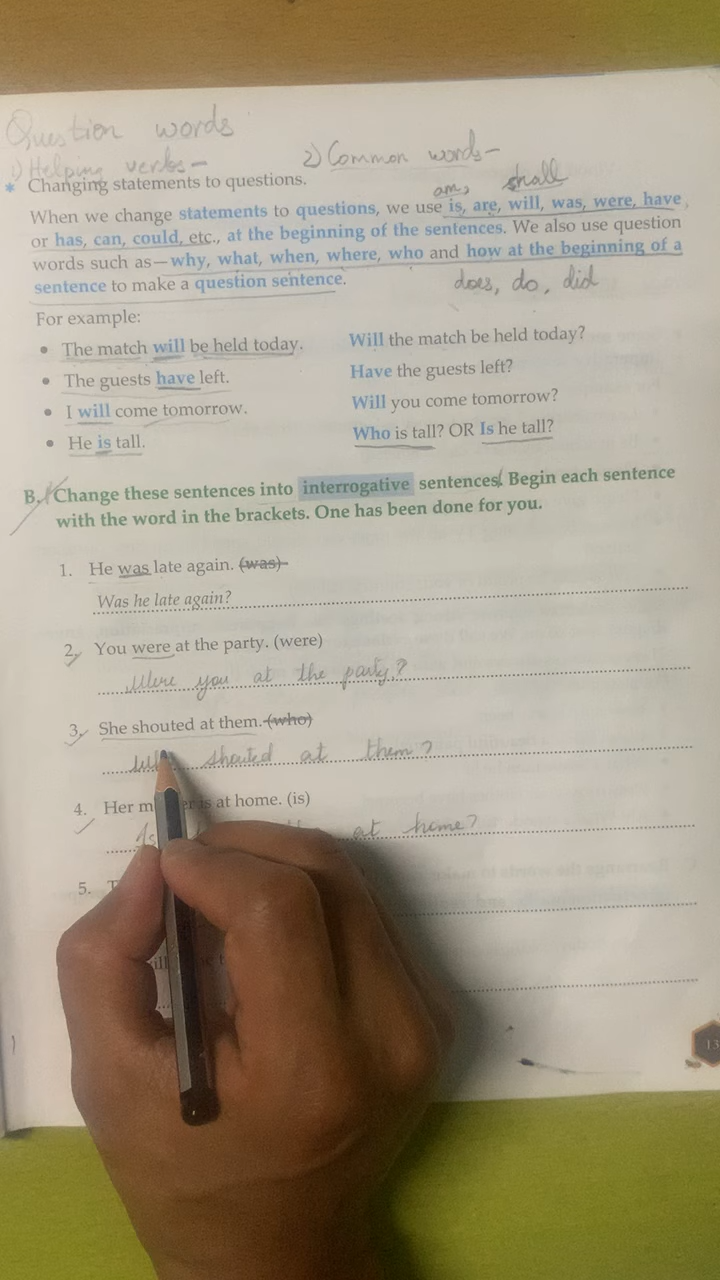 Question words
1) Helping verbs- 2) Common words-
* Changing statements to questions.
am, shall
When we change statements to questions, we use is, are, will, was, were, have,
or has, can, could, etc., at the beginning of the sentences. We also use question
words such as—why, what, when, where, who and how at the beginning of a
sentence to make a question sentence.
does, do, did
For example:
• The match will be held today. Will the match be held today?
• The guests have left. Have the guests left?
• I will come tomorrow. Will you come tomorrow?
• He is tall. Who is tall? OR Is he tall?
B. Change these sentences into interrogative sentences. Begin each sentence
with the word in the brackets. One has been done for you.
1. He was late again. (was)
Was he late again?
2. You were at the party. (were)
Were you at the party?
3. She shouted at them. (who)
shouted at them?
4. Her at home. (is)
Is at home?
5.
13